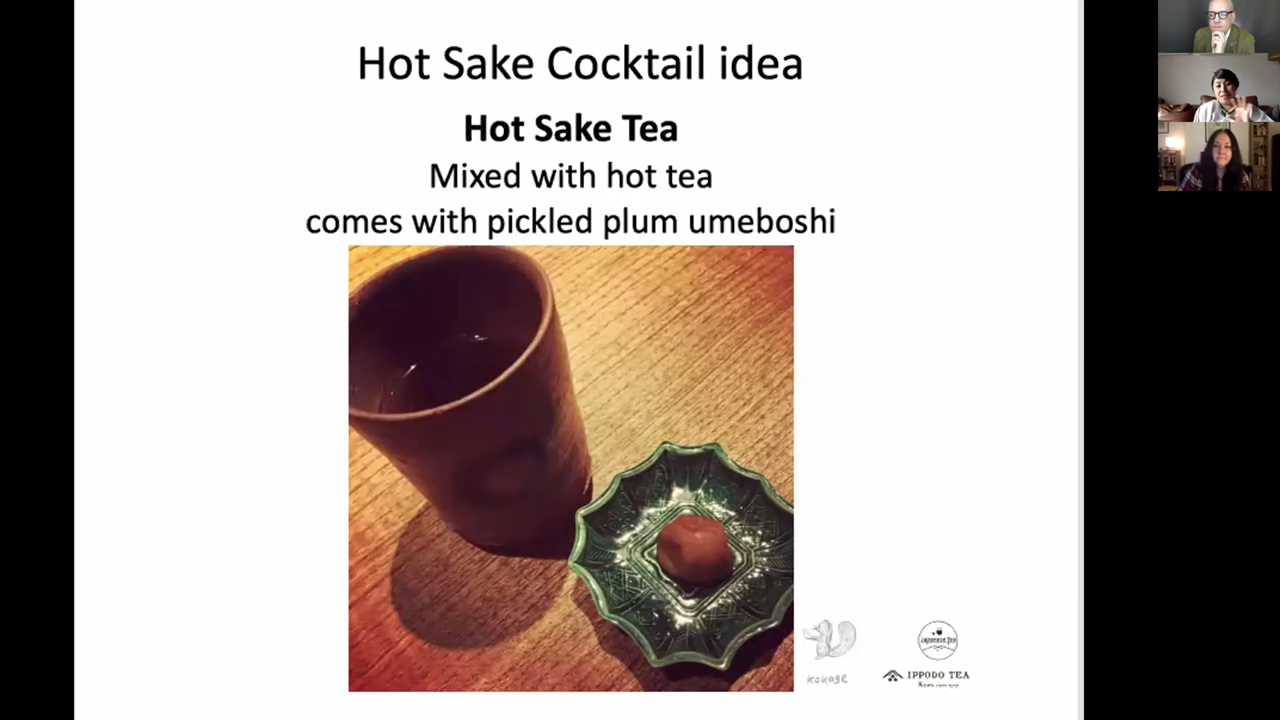 Hot Sake Cocktail idea
Hot Sake Tea
Mixed with hot tea
comes with pickled plum umeboshi
kokage
IPPODO TEA